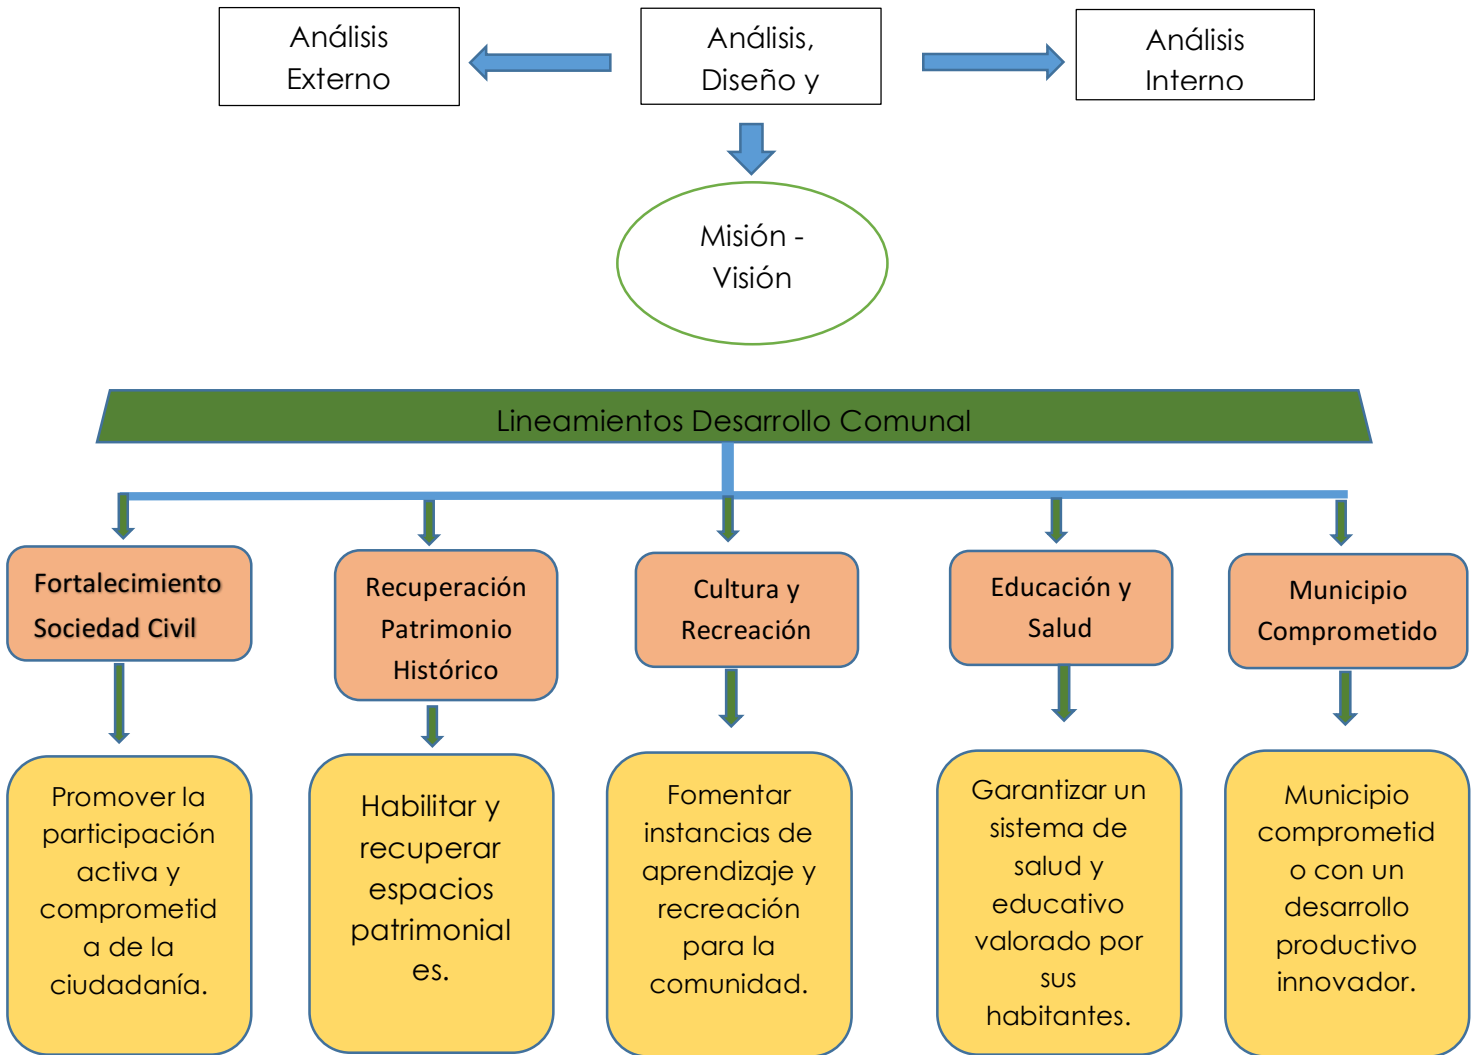 Análisis
Externo
Análisis,
Diseño y
Análisis
Interno
Misión -
Visión
Lineamientos Desarrollo Comunal
Fortalecimiento
Sociedad Civil
Recuperación
Patrimonio
Histórico
Cultura y
Recreación
Educación y
Salud
Municipio
Comprometido
Promover la
participación
activa y
comprometid
a de la
ciudadanía.
Habilitar y
recuperar
espacios
patrimonial
es.
Fomentar
instancias de
aprendizaje y
recreación
para la
comunidad.
Garantizar un
sistema de
salud y
educativo
valorado por
sus
habitantes.
Municipio
comprometid
o con un
desarrollo
productivo
innovador.